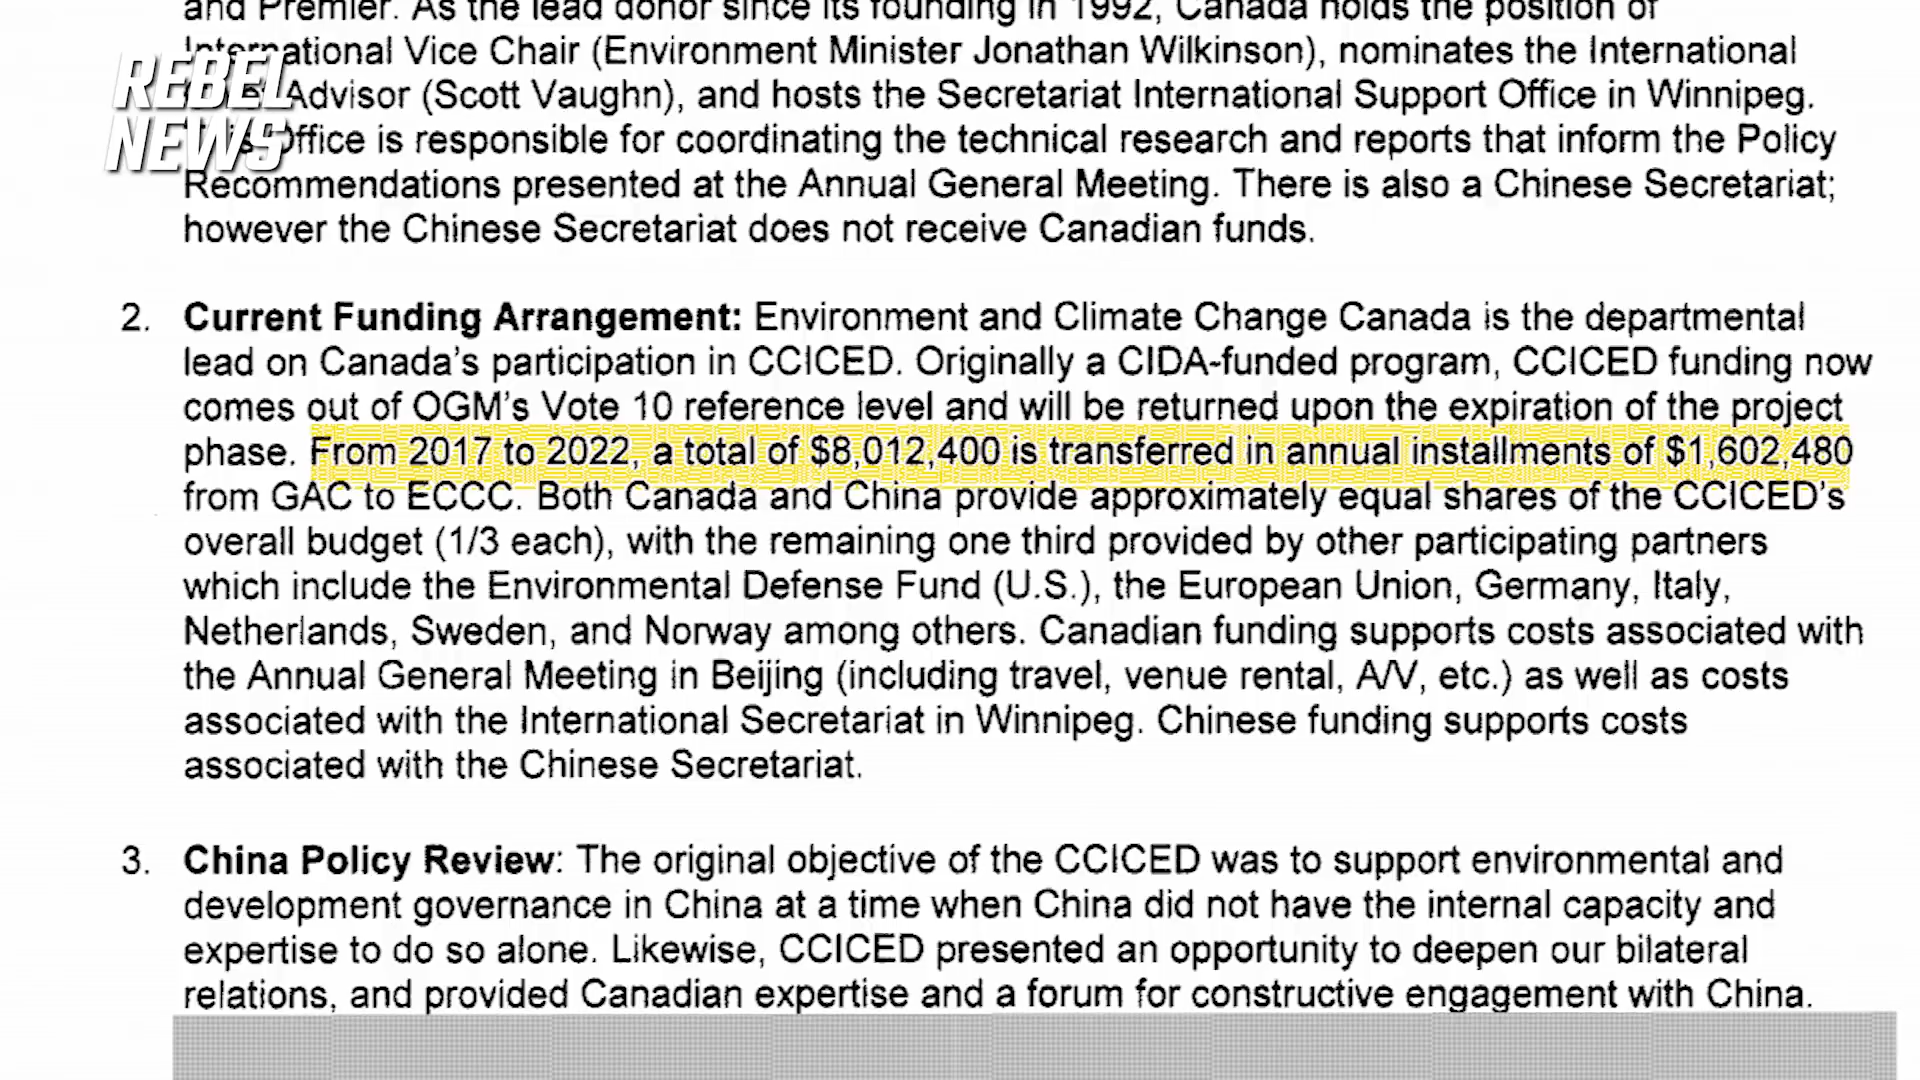 and Premier. As the lead donor since its founding in 1992, Canada holds the position of
International Vice Chair (Environment Minister Jonathan Wilkinson), nominates the International
Advisor (Scott Vaughn), and hosts the Secretariat International Support Office in Winnipeg.
Office is responsible for coordinating the technical research and reports that inform the Policy
Recommendations presented at the Annual General Meeting. There is also a Chinese Secretariat;
however the Chinese Secretariat does not receive Canadian funds.
REBEL
NEWS
2. Current Funding Arrangement: Environment and Climate Change Canada is the departmental
lead on Canada's participation in CCICED. Originally a CIDA-funded program, CCICED funding now
comes out of OGM's Vote 10 reference level and will be returned upon the expiration of the project
phase. From 2017 to 2022, a total of $8,012,400 is transferred in annual installments of $1,602,480
from GAC to ECCC. Both Canada and China provide approximately equal shares of the CCICED's
overall budget (1/3 each), with the remaining one third provided by other participating partners
which include the Environmental Defense Fund (U.S.), the European Union, Germany, Italy,
Netherlands, Sweden, and Norway among others. Canadian funding supports costs associated with
the Annual General Meeting in Beijing (including travel, venue rental, A/V, etc.) as well as costs
associated with the International Secretariat in Winnipeg. Chinese funding supports costs
associated with the Chinese Secretariat.
3. China Policy Review: The original objective of the CCICED was to support environmental and
development governance in China at a time when China did not have the internal capacity and
expertise to do so alone. Likewise, CCICED presented an opportunity to deepen our bilateral
relations, and provided Canadian expertise and a forum for constructive engagement with China.